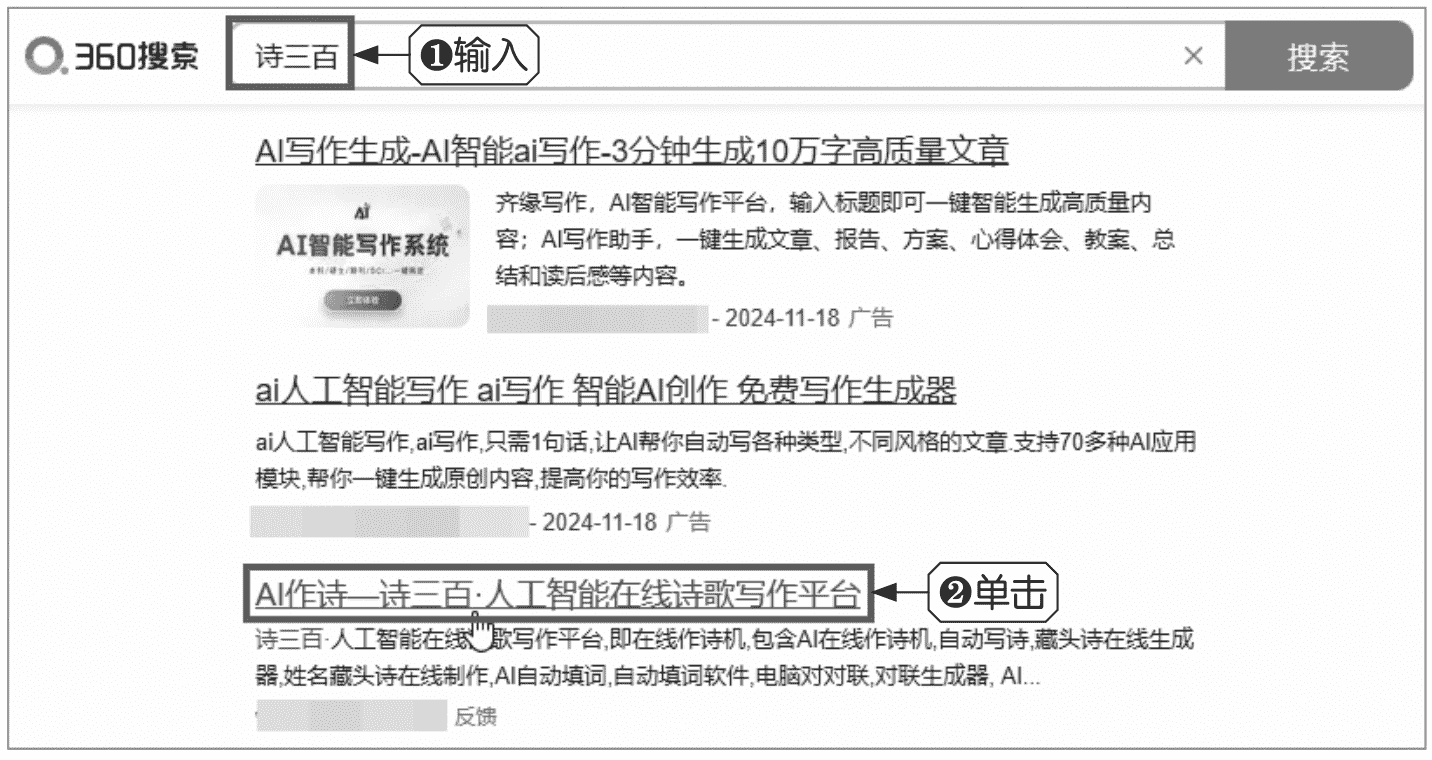 360搜索
诗三百
❶输入
×
搜索
AI写作生成-AI智能ai写作-3分钟生成10万字高质量文章
AI
AI智能写作系统
立即体验
齐缘写作，AI智能写作平台，输入标题即可一键智能生成高质量内
容；AI写作助手，一键生成文章、报告、方案、心得体会、教案、总
结和读后感等内容。
- 2024-11-18 广告
ai人工智能写作 ai写作 智能AI创作 免费写作生成器
ai人工智能写作,ai写作,只需1句话,让AI帮你自动写各种类型,不同风格的文章.支持70多种AI应用
模块,帮你一键生成原创内容,提高你的写作效率.
- 2024-11-18 广告
AI作诗—诗三百·人工智能在线诗歌写作平台
❷单击
诗三百·人工智能在线 歌写作平台,即在线作诗机,包含AI在线作诗机,自动写诗,藏头诗在线生成
器,姓名藏头诗在线制作,AI自动填词,自动填词软件,电脑对对联,对联生成器, AI...
反馈